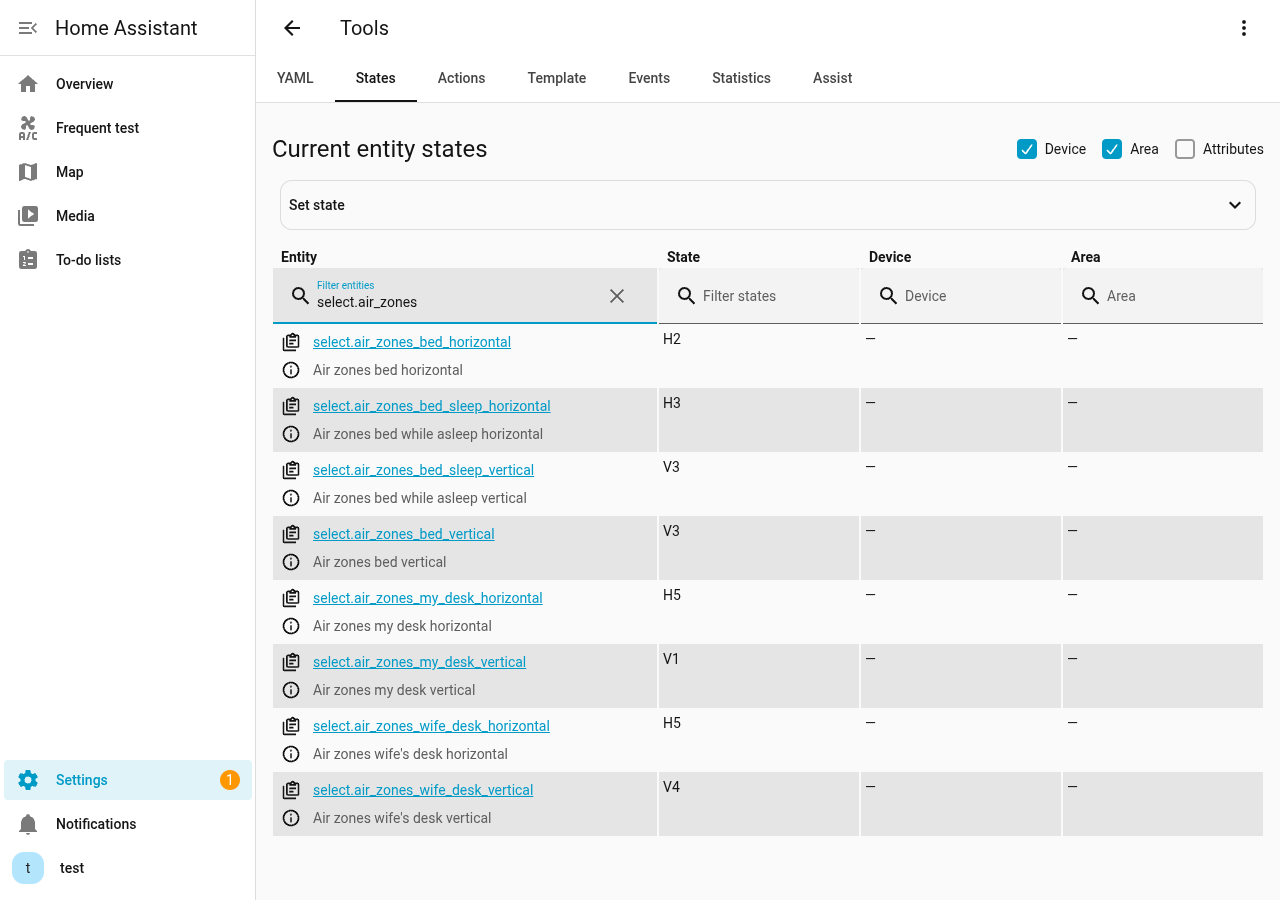 Home Assistant
Overview
A/C
Frequent test
Map
Media
To-do lists
Settings
1
Notifications
t
test
Tools
YAML
States
Actions
Template
Events
Statistics
Assist
Current entity states
Device
Area
Attributes
Set state
Entity
State
Device
Area
Filter entities
select.air_zones
Filter states
Device
Area
select.air_zones_bed_horizontal
H2
—
—
Air zones bed horizontal
select.air_zones_bed_sleep_horizontal
H3
—
—
Air zones bed while asleep horizontal
select.air_zones_bed_sleep_vertical
V3
—
—
Air zones bed while asleep vertical
select.air_zones_bed_vertical
V3
—
—
Air zones bed vertical
select.air_zones_my_desk_horizontal
H5
—
—
Air zones my desk horizontal
select.air_zones_my_desk_vertical
V1
—
—
Air zones my desk vertical
select.air_zones_wife_desk_horizontal
H5
—
—
Air zones wife's desk horizontal
select.air_zones_wife_desk_vertical
V4
—
—
Air zones wife's desk vertical